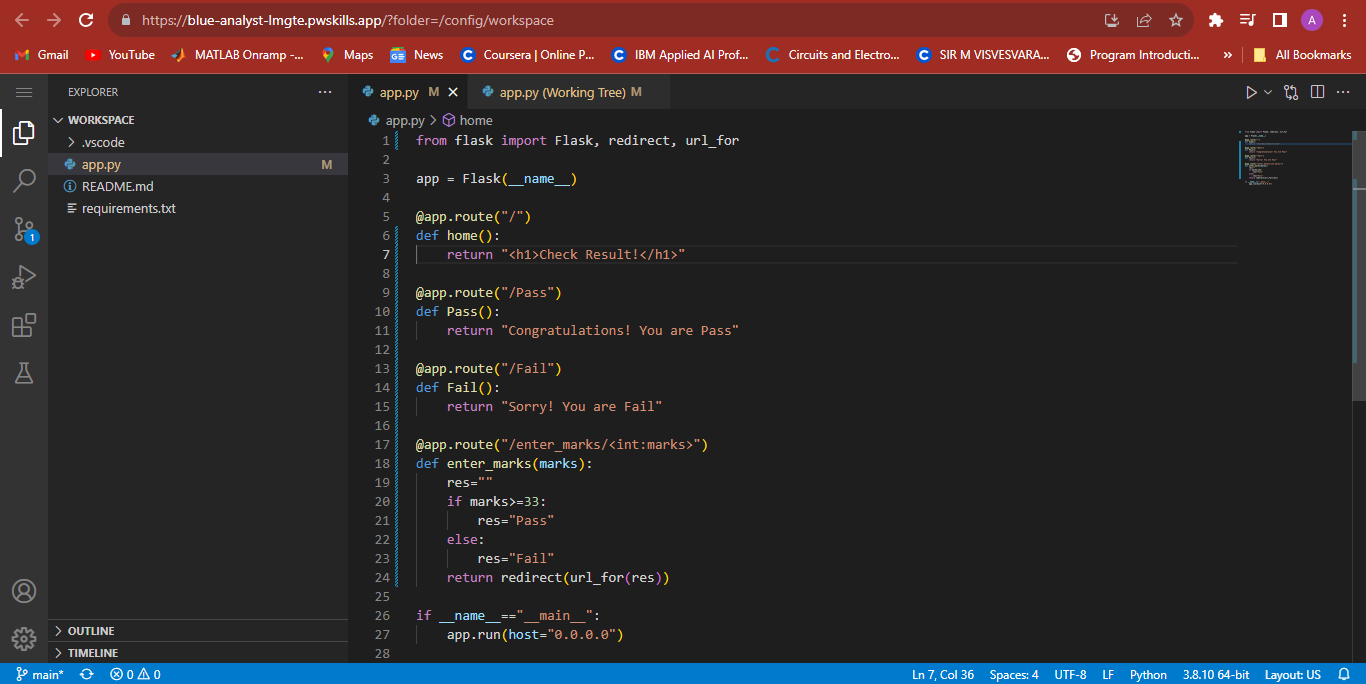 https://blue-analyst-lmgte.pwskills.app/?folder=/config/workspace
A
Gmail YouTube MATLAB Onramp -... Maps News Coursera | Online P... IBM Applied AI Prof... Circuits and Electro... SIR M VISVESVARA... Program Introducti... » All Bookmarks
EXPLORER ···
WORKSPACE
.vscode
app.py M
README.md
requirements.txt
1
OUTLINE
TIMELINE
app.py M
app.py (Working Tree) M
app.py > home
1 from flask import Flask, redirect, url_for
2
3 app = Flask(__name__)
4
5 @app.route("/")
6 def home():
7     return "<h1>Check Result!</h1>"
8
9 @app.route("/Pass")
10 def Pass():
11     return "Congratulations! You are Pass"
12
13 @app.route("/Fail")
14 def Fail():
15     return "Sorry! You are Fail"
16
17 @app.route("/enter_marks/<int:marks>")
18 def enter_marks(marks):
19     res=""
20     if marks>=33:
21         res="Pass"
22     else:
23         res="Fail"
24     return redirect(url_for(res))
25
26 if __name__=="__main__":
27     app.run(host="0.0.0.0")
28
main* 0 0 Ln 7, Col 36 Spaces: 4 UTF-8 LF Python 3.8.10 64-bit Layout: US